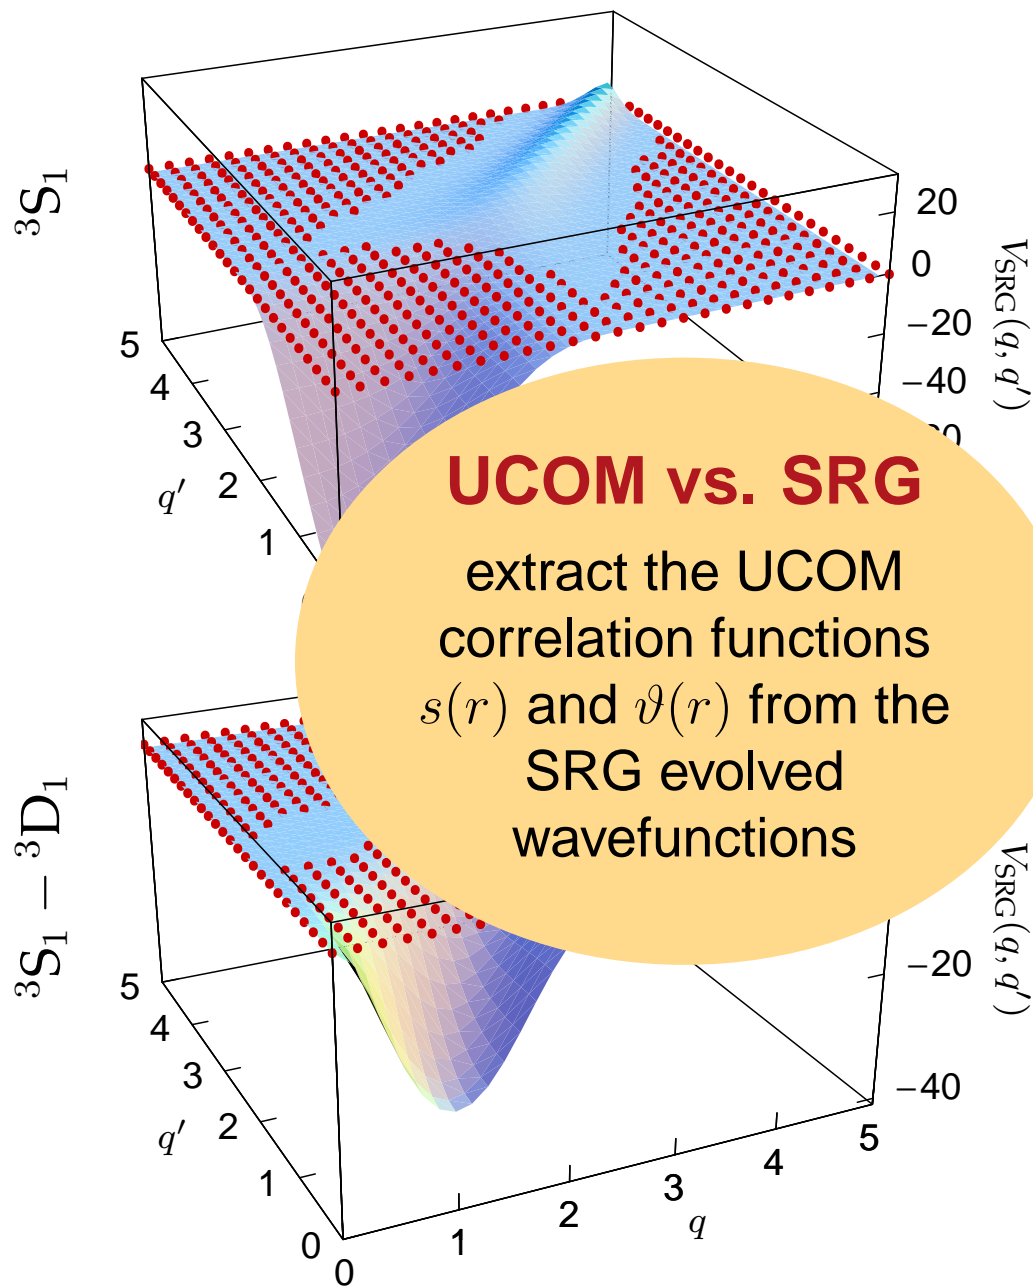 ³S₁
20
0
−20
−40
V_SRG(q, q′)
5
4
3
2
1
q′
UCOM vs. SRG
extract the UCOM
correlation functions
s(r) and ϑ(r) from the
SRG evolved
wavefunctions
³S₁ − ³D₁
V_SRG(q, q′)
−20
−40
5
4
3
2
1
0
q′
0
1
2
3
4
5
q